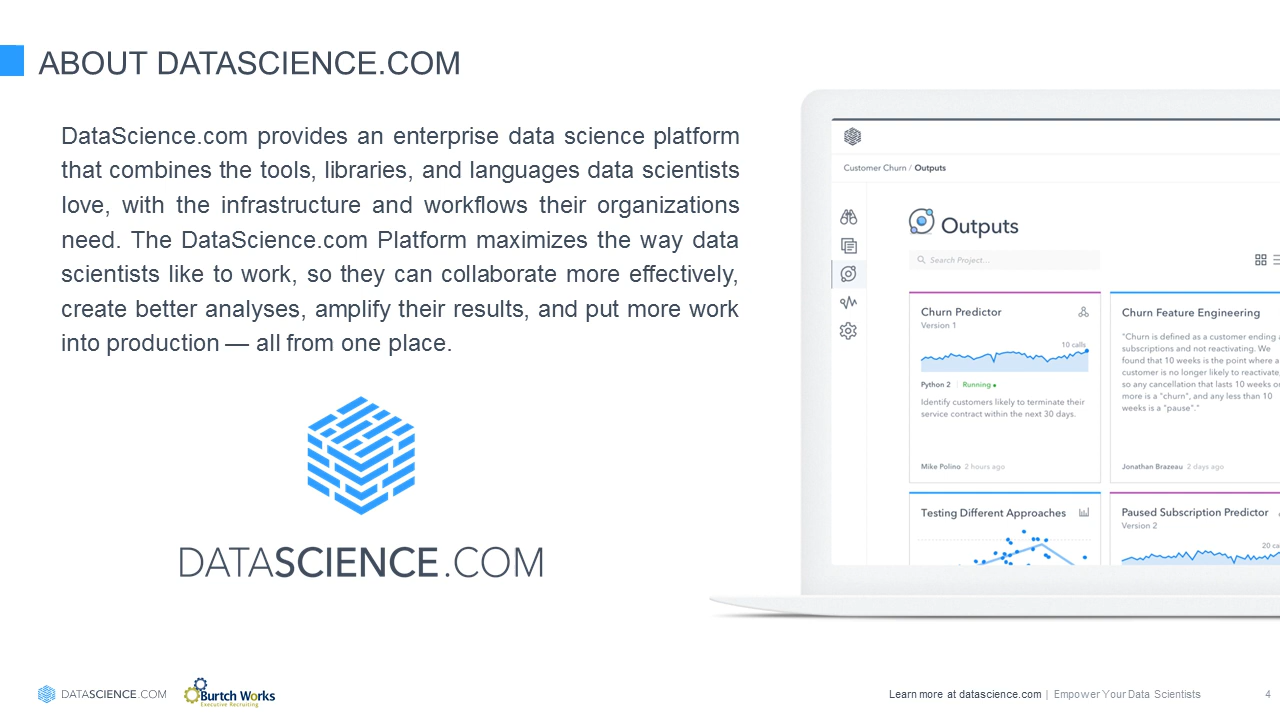 ABOUT DATASCIENCE.COM
DataScience.com provides an enterprise data science platform
that combines the tools, libraries, and languages data scientists
love, with the infrastructure and workflows their organizations
need. The DataScience.com Platform maximizes the way data
scientists like to work, so they can collaborate more effectively,
create better analyses, amplify their results, and put more work
into production — all from one place.
DATASCIENCE.COM
Customer Churn / Outputs
Outputs
Search Project...
Churn Predictor
Version 1
10 calls
Python 2 | Running
Identify customers likely to terminate their
service contract within the next 30 days.
Mike Polino 2 hours ago
Churn Feature Engineering
"Churn is defined as a customer ending a
subscriptions and not reactivating. We
found that 10 weeks is the point where a
customer is no longer likely to reactivate,
so any cancellation that lasts 10 weeks or
more is a "churn", and any less than 10
weeks is a "pause"."
Jonathan Brazeau 2 days ago
Testing Different Approaches
Paused Subscription Predictor
Version 2
20 ca
DATASCIENCE.COM
Burtch Works
Executive Recruiting
Learn more at datascience.com | Empower Your Data Scientists
4